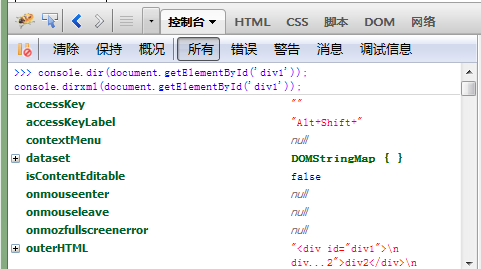 控制台 HTML CSS 脚本 DOM 网络
清除 保持 概况 所有 错误 警告 消息 调试信息
>>> console.dir(document.getElementById('div1'));
console.dirxml(document.getElementById('div1'));
accessKey ""
accessKeyLabel "Alt+Shift+"
contextMenu null
dataset DOMStringMap { }
isContentEditable false
onmouseenter null
onmouseleave null
onmozfullscreenerror null
outerHTML "<div id="div1">\n
div...2">div2</div>\n